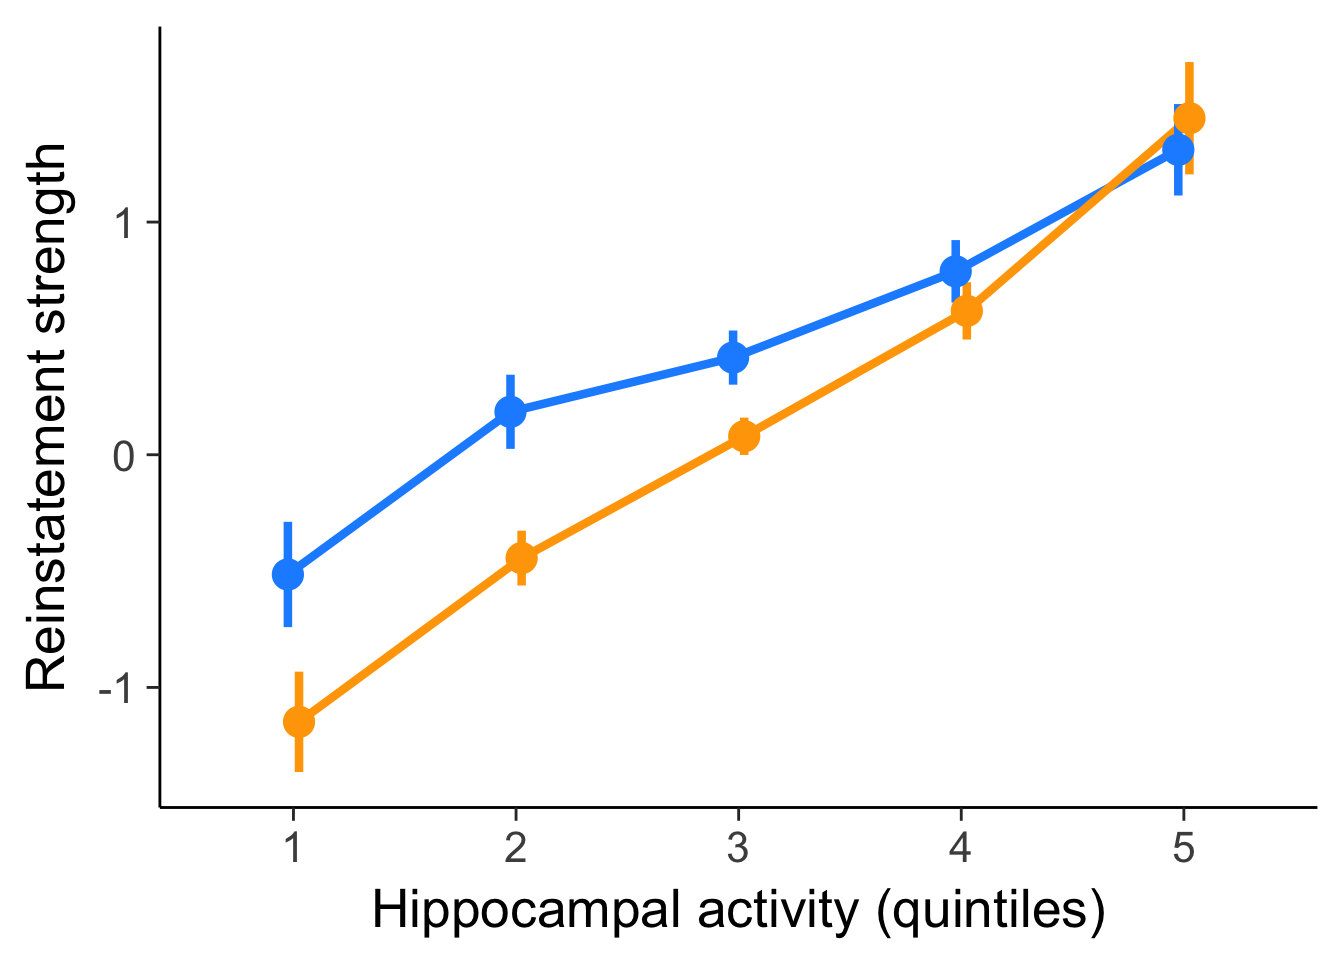 Reinstatement strength
1
0
-1
1 2 3 4 5
Hippocampal activity (quintiles)